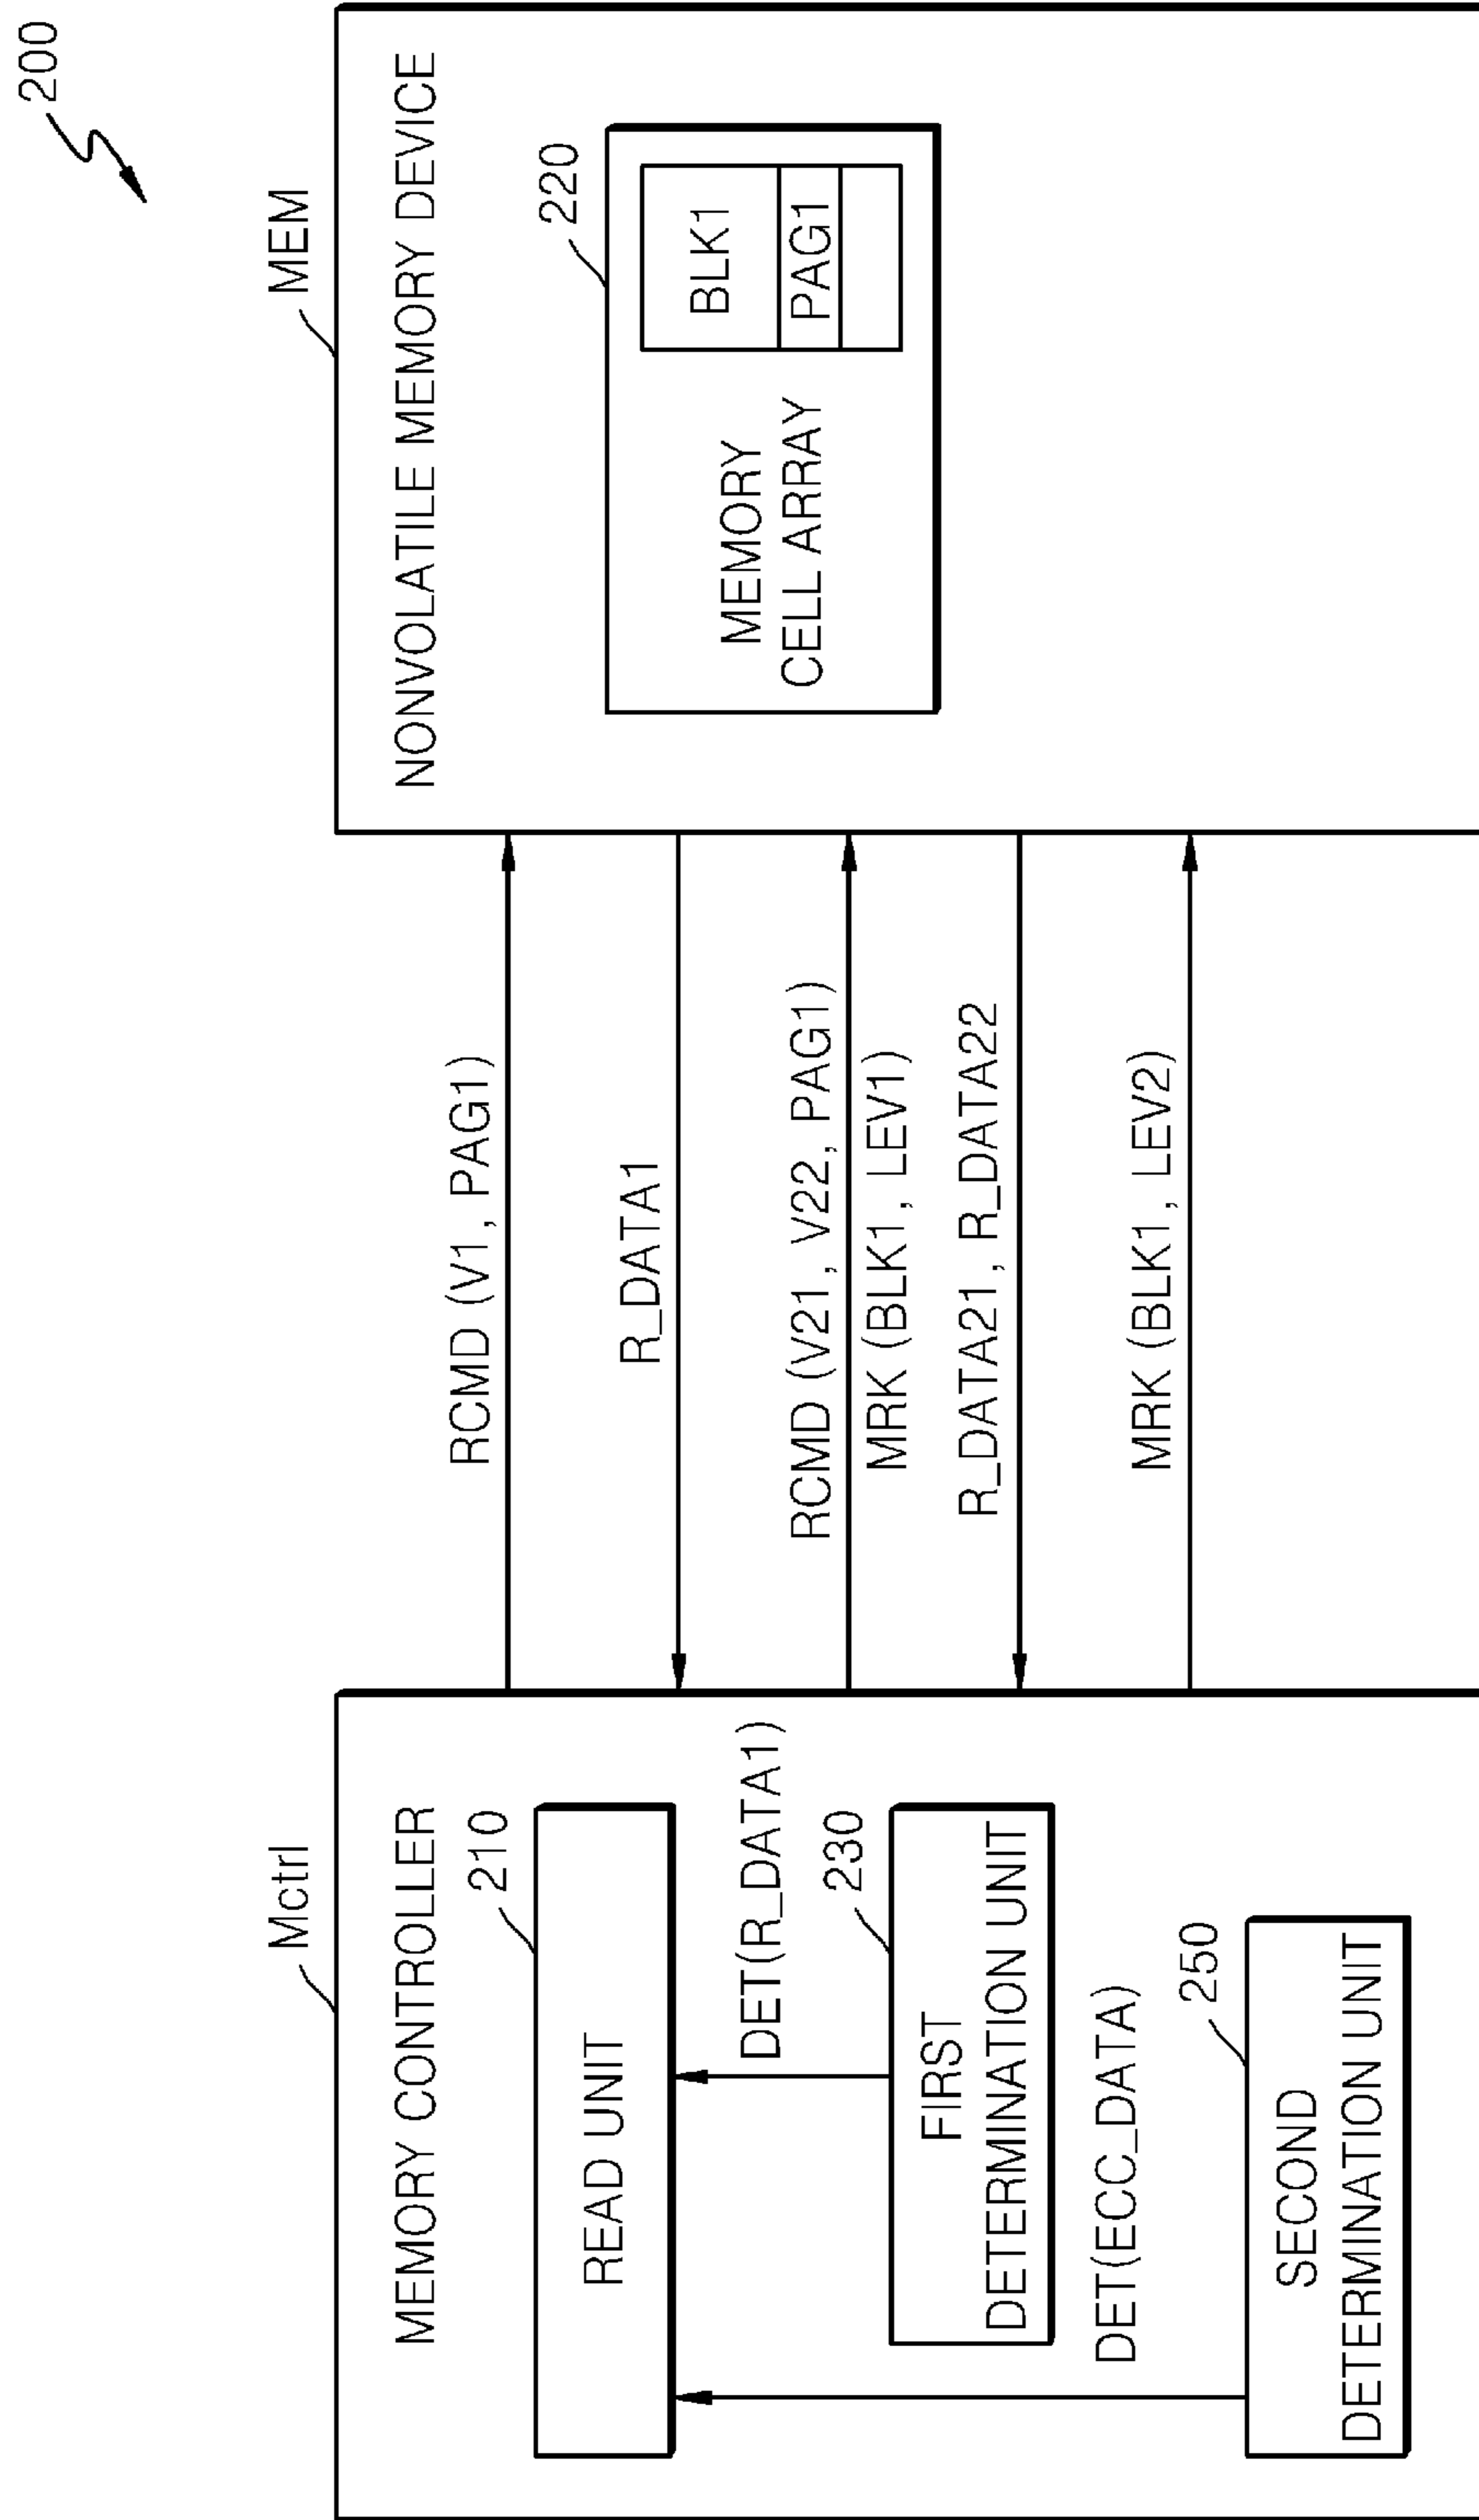 200
Mctrl
MEM
MEMORY CONTROLLER
NONVOLATILE MEMORY DEVICE
210
READ UNIT
RCMD (V1, PAG1)
220
R_DATA1
BLK1
PAG1
MEMORY
CELL ARRAY
DET(R_DATA1)
230
FIRST
DETERMINATION UNIT
RCMD (V21, V22, PAG1)
MRK (BLK1, LEV1)
R_DATA21, R_DATA22
DET(ECC_DATA)
250
SECOND
DETERMINATION UNIT
MRK (BLK1, LEV2)